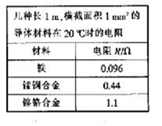 几种长1 m、横截面积1 mm²的
导体材料在20℃时的电阻
材料 电阻 R/Ω
铁 0.096
锰铜合金 0.44
镍铬合金 1.1